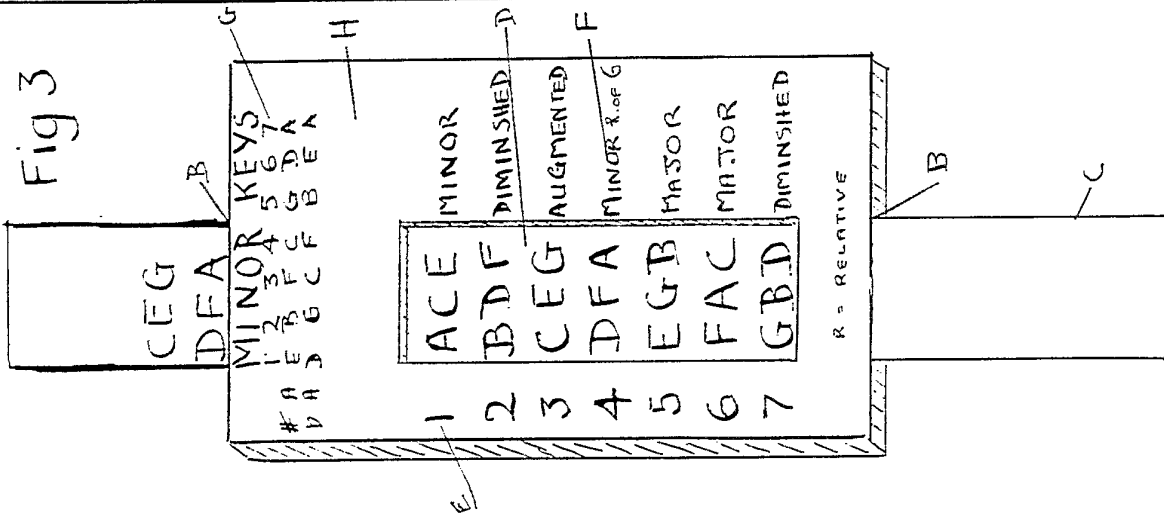 Fig 3
B
CEG
DFA
MINOR KEYS
G
1 2 3 4 5 6 7
# A E B F C G D A
♭ A D G C F B E A
H
1 ACE MINOR
E
2 BDF DIMINSHED
D
3 CEG AUGMENTED
4 DFA MINOR R.of 6
F
5 EGB MAJOR
6 FAC MAJOR
7 GBD DIMINSHED
R = RELATIVE
B
C